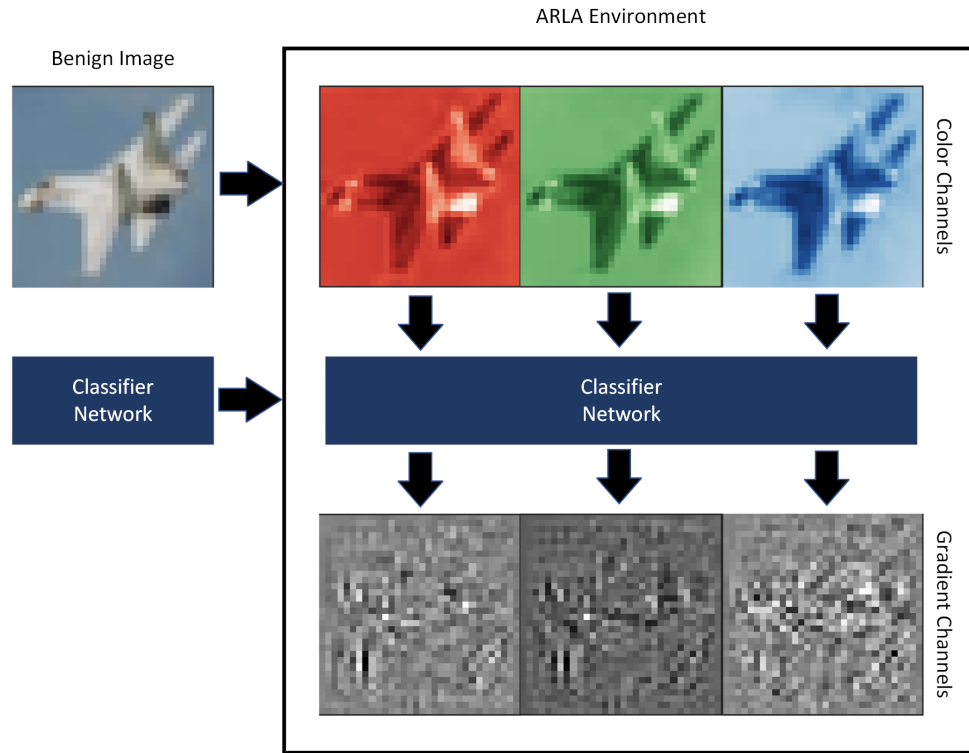 ARLA Environment
Benign Image
Color Channels
Classifier
Network
Classifier
Network
Gradient Channels